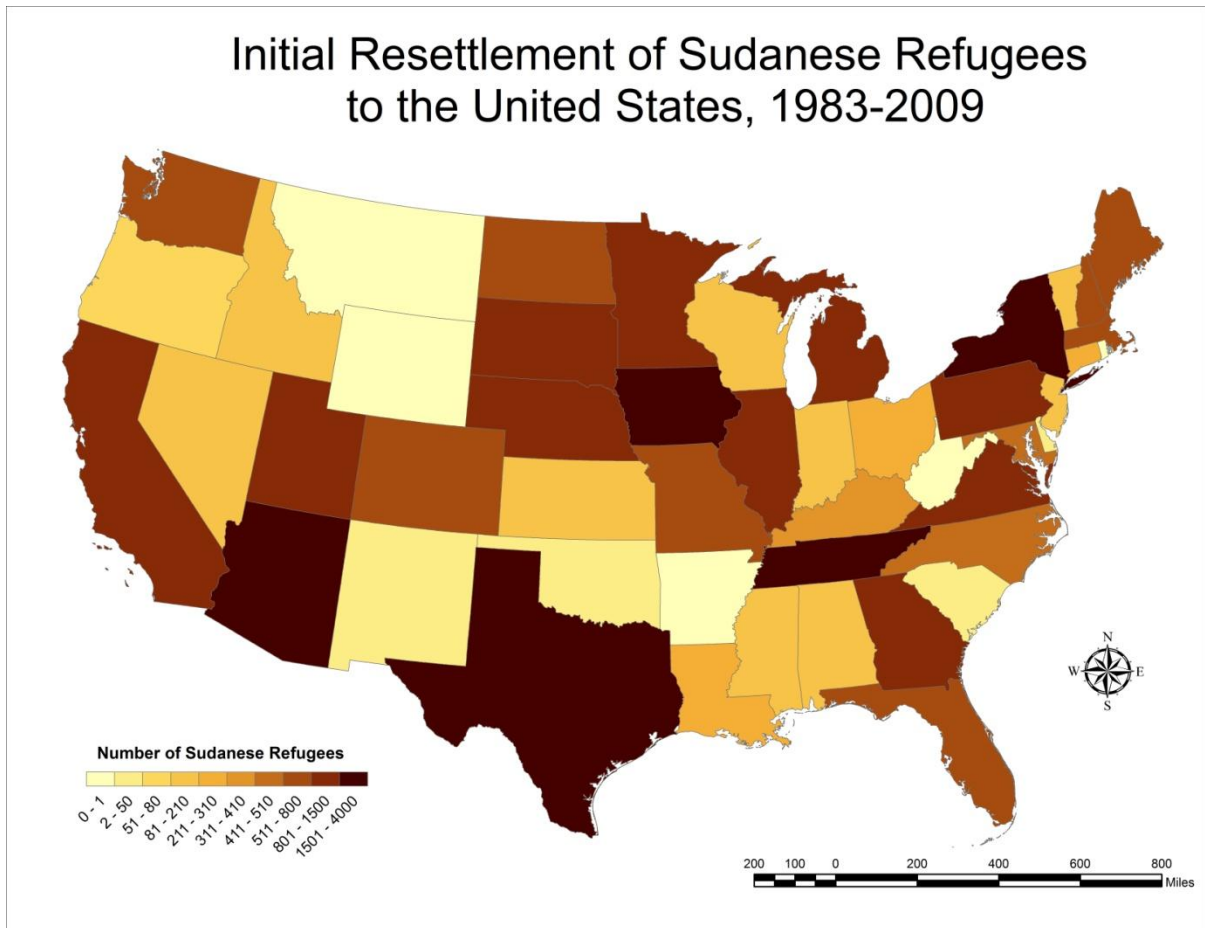 Initial Resettlement of Sudanese Refugees
to the United States, 1983-2009
N
W E
S
Number of Sudanese Refugees
0 - 1
2 - 50
51 - 80
81 - 210
211 - 310
311 - 410
411 - 510
511 - 800
801 - 1500
1501 - 4000
200 100 0 200 400 600 800
Miles